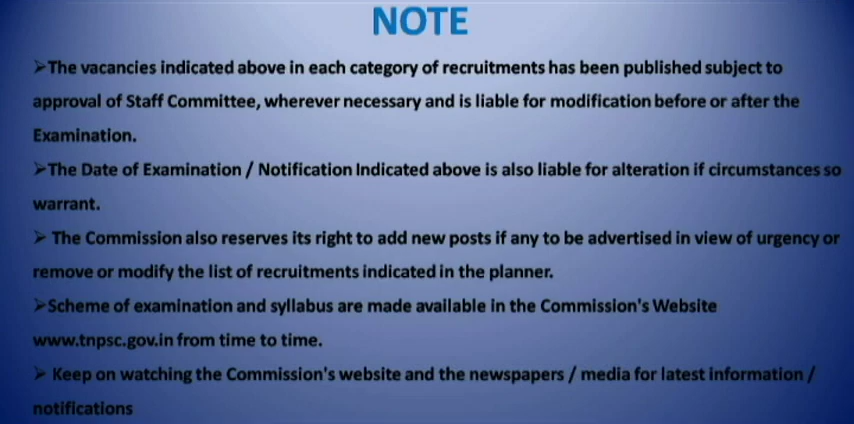 NOTE
➢The vacancies indicated above in each category of recruitments has been published subject to
approval of Staff Committee, wherever necessary and is liable for modification before or after the
Examination.
➢The Date of Examination / Notification Indicated above is also liable for alteration if circumstances so
warrant.
➢ The Commission also reserves its right to add new posts if any to be advertised in view of urgency or
remove or modify the list of recruitments indicated in the planner.
➢Scheme of examination and syllabus are made available in the Commission's Website
www.tnpsc.gov.in from time to time.
➢ Keep on watching the Commission's website and the newspapers / media for latest information /
notifications